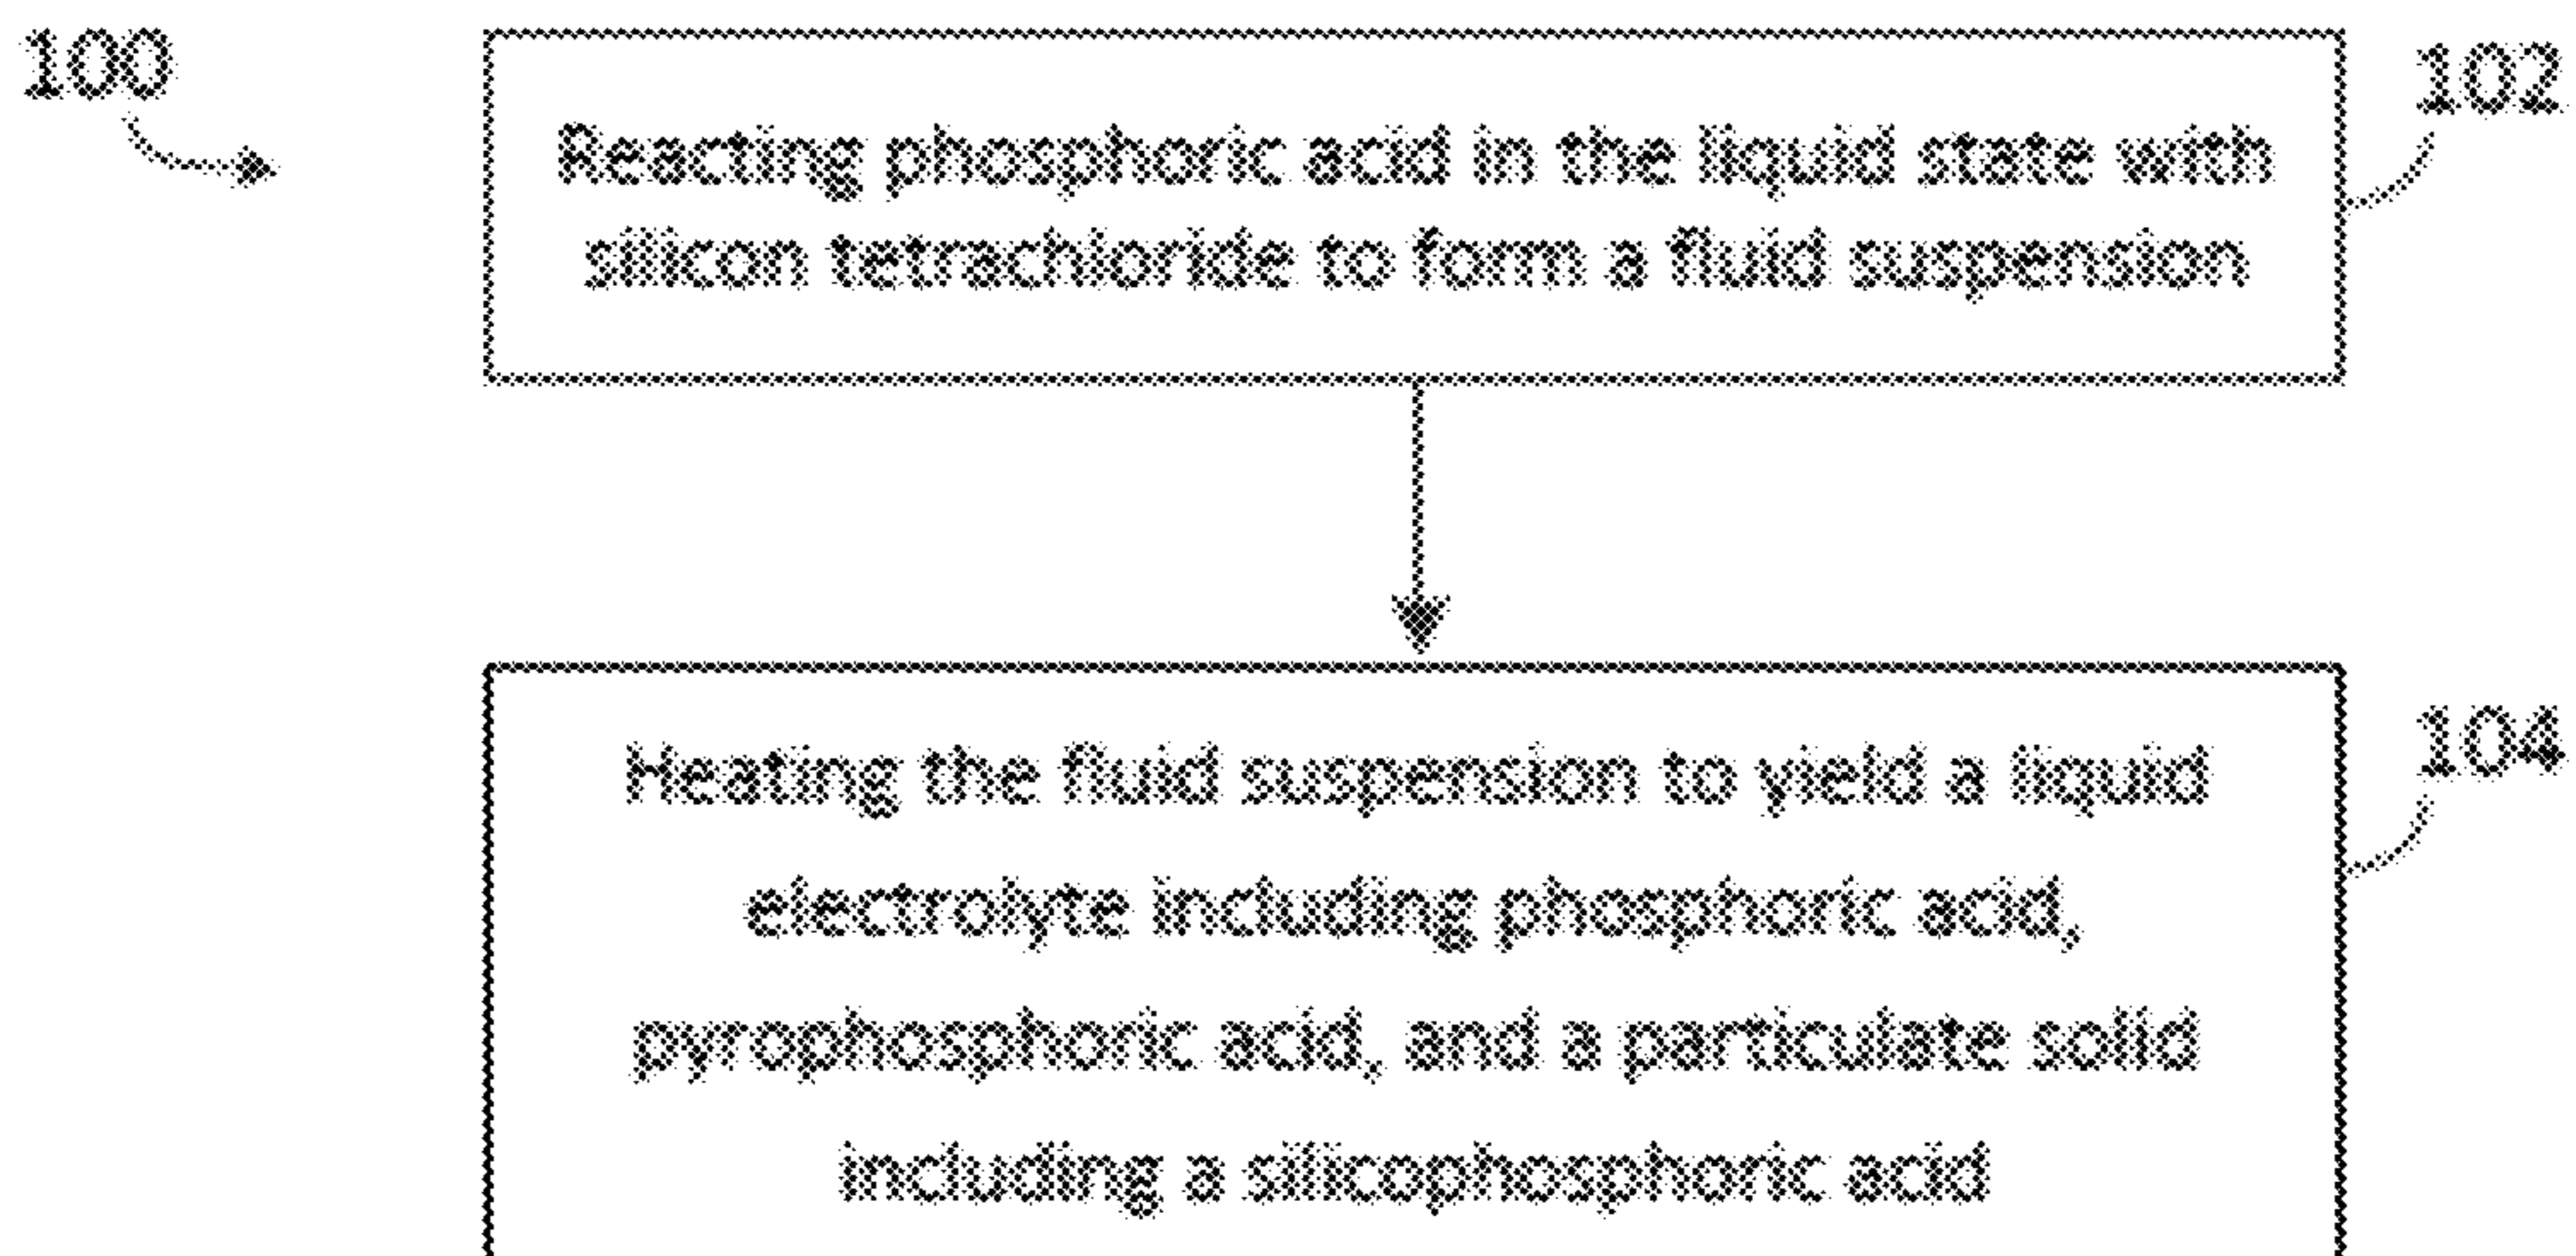 100
102
Reacting phosphoric acid in the liquid state with
silicon tetrachloride to form a fluid suspension
104
Heating the fluid suspension to yield a liquid
electrolyte including phosphoric acid,
pyrophosphoric acid, and a particulate solid
including a silicophosphoric acid